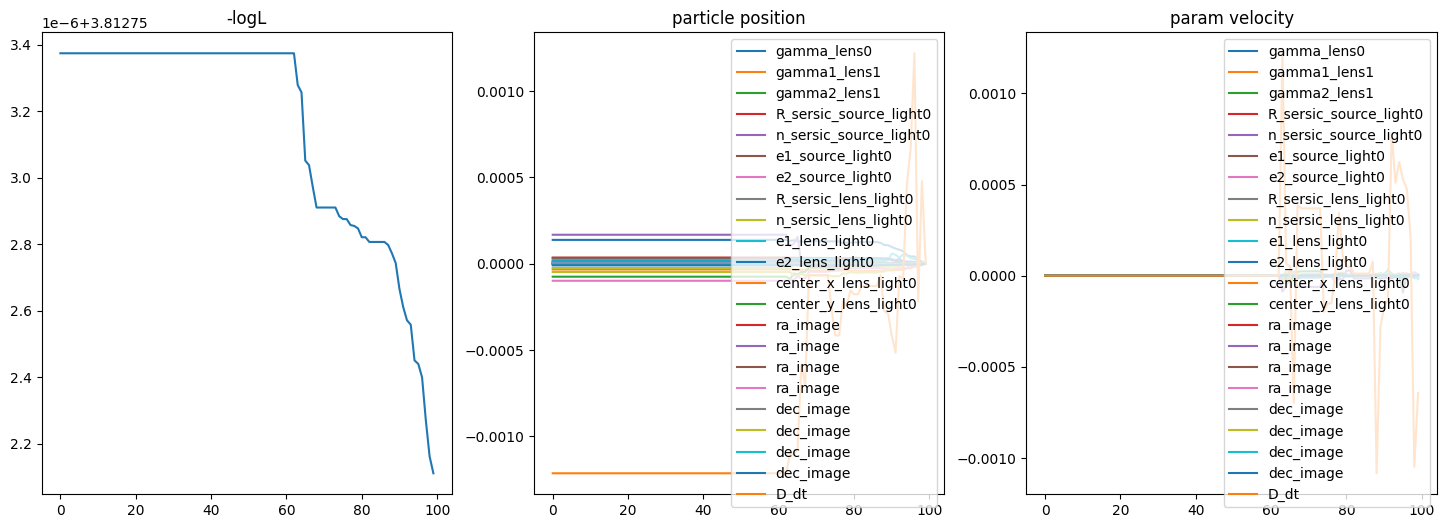 -logL
1e-6+3.81275
3.4
3.2
3.0
2.8
2.6
2.4
2.2
0
20
40
60
80
100
particle position
0.0010
0.0005
0.0000
-0.0005
-0.0010
0
20
40
60
80
100
gamma_lens0
gamma1_lens1
gamma2_lens1
R_sersic_source_light0
n_sersic_source_light0
e1_source_light0
e2_source_light0
R_sersic_lens_light0
n_sersic_lens_light0
e1_lens_light0
e2_lens_light0
center_x_lens_light0
center_y_lens_light0
ra_image
ra_image
ra_image
ra_image
dec_image
dec_image
dec_image
dec_image
D_dt
param velocity
0.0010
0.0005
0.0000
-0.0005
-0.0010
0
20
40
60
80
100
gamma_lens0
gamma1_lens1
gamma2_lens1
R_sersic_source_light0
n_sersic_source_light0
e1_source_light0
e2_source_light0
R_sersic_lens_light0
n_sersic_lens_light0
e1_lens_light0
e2_lens_light0
center_x_lens_light0
center_y_lens_light0
ra_image
ra_image
ra_image
ra_image
dec_image
dec_image
dec_image
dec_image
D_dt